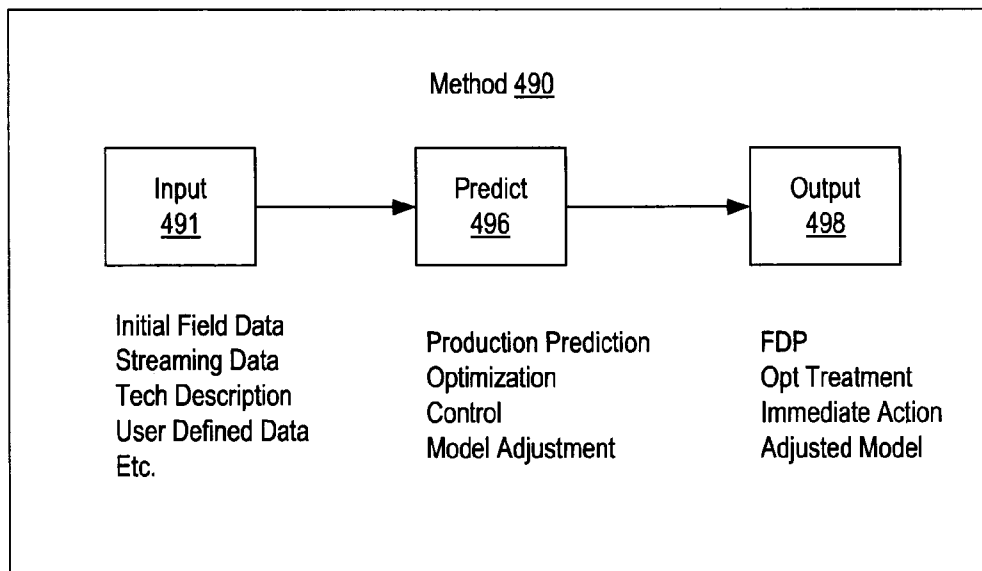 Method 490
Input
491
Predict
496
Output
498
Initial Field Data
Streaming Data
Tech Description
User Defined Data
Etc.
Production Prediction
Optimization
Control
Model Adjustment
FDP
Opt Treatment
Immediate Action
Adjusted Model